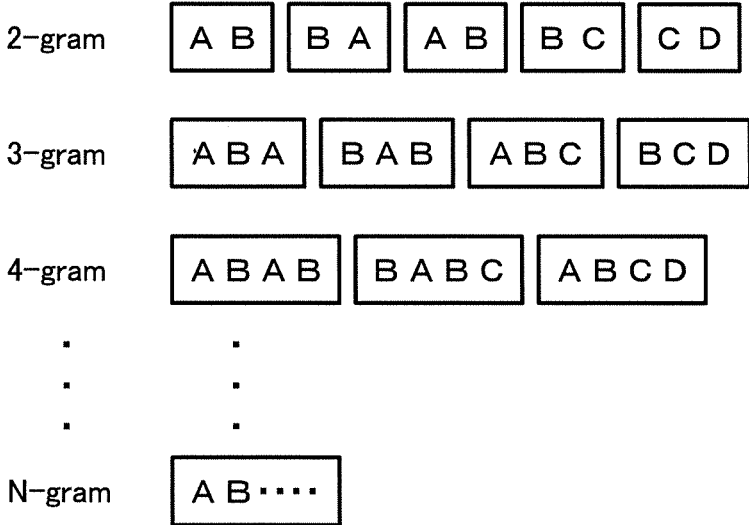 2-gram A B B A A B B C C D
3-gram A B A B A B A B C B C D
4-gram A B A B B A B C A B C D
N-gram A B ····